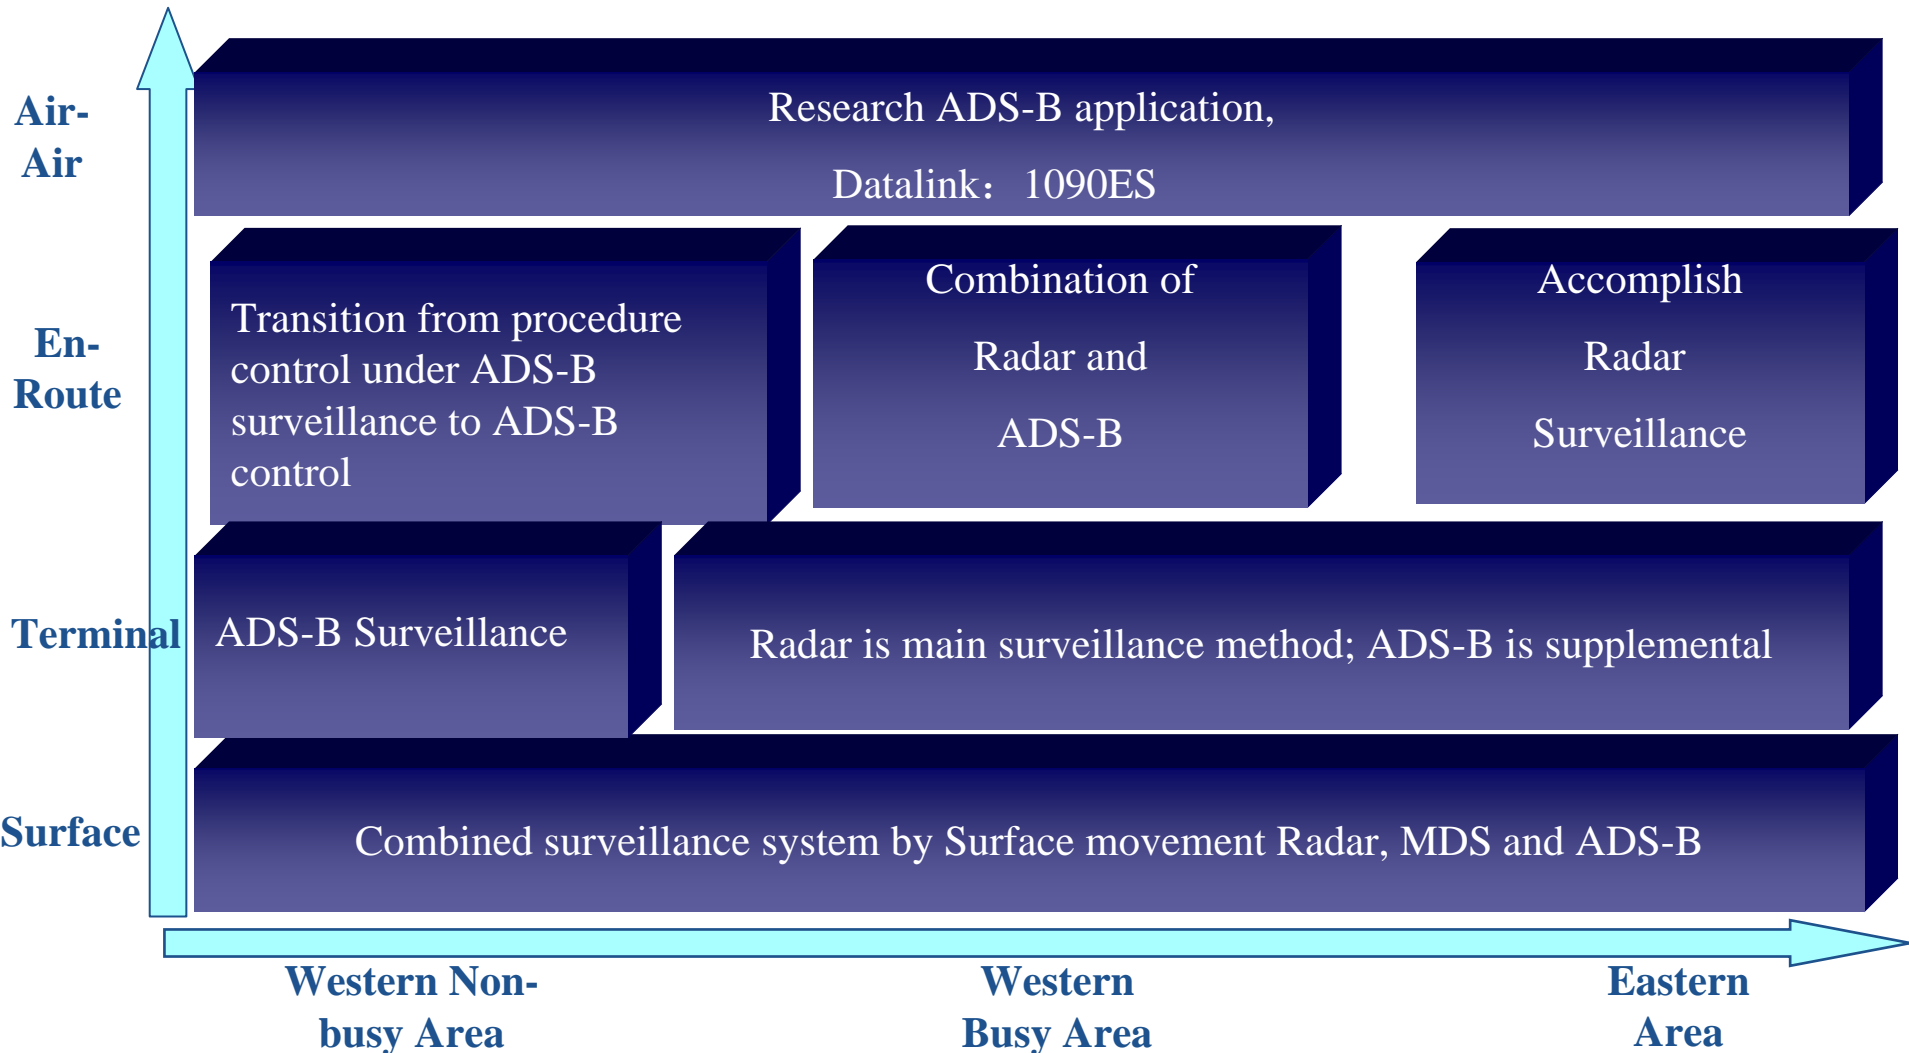 Air-
Air
Research ADS-B application,
Datalink：1090ES
En-
Route
Transition from procedure
control under ADS-B
surveillance to ADS-B
control
Combination of
Radar and
ADS-B
Accomplish
Radar
Surveillance
Terminal
ADS-B Surveillance
Radar is main surveillance method; ADS-B is supplemental
Surface
Combined surveillance system by Surface movement Radar, MDS and ADS-B
Western Non-
busy Area
Western
Busy Area
Eastern
Area